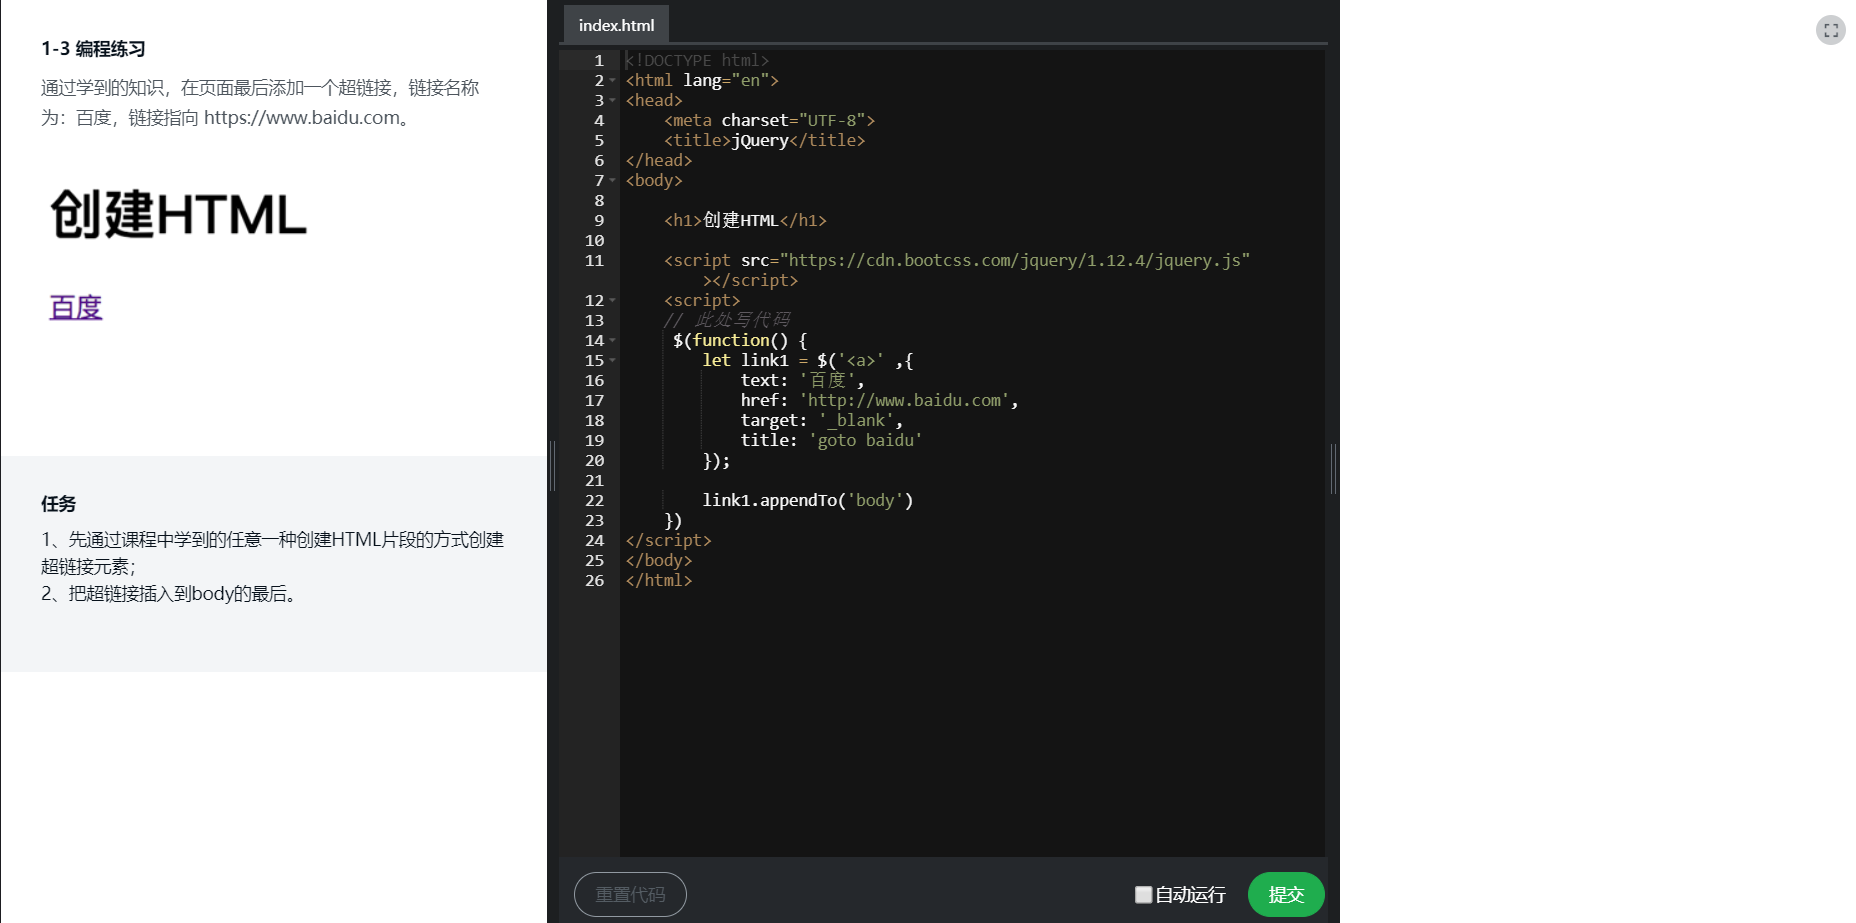 1-3 编程练习
通过学到的知识，在页面最后添加一个超链接，链接名称
为：百度，链接指向 https://www.baidu.com。
创建HTML
百度
任务
1、先通过课程中学到的任意一种创建HTML片段的方式创建
超链接元素；
2、把超链接插入到body的最后。
index.html
1 <!DOCTYPE html>
2 <html lang="en">
3 <head>
4 <meta charset="UTF-8">
5 <title>jQuery</title>
6 </head>
7 <body>
8
9 <h1>创建HTML</h1>
10
11 <script src="https://cdn.bootcss.com/jquery/1.12.4/jquery.js"
></script>
12 <script>
13 // 此处写代码
14 $(function() {
15 let link1 = $('<a>' ,{
16 text: '百度',
17 href: 'http://www.baidu.com',
18 target: '_blank',
19 title: 'goto baidu'
20 });
21
22 link1.appendTo('body')
23 })
24 </script>
25 </body>
26 </html>
重置代码
自动运行
提交